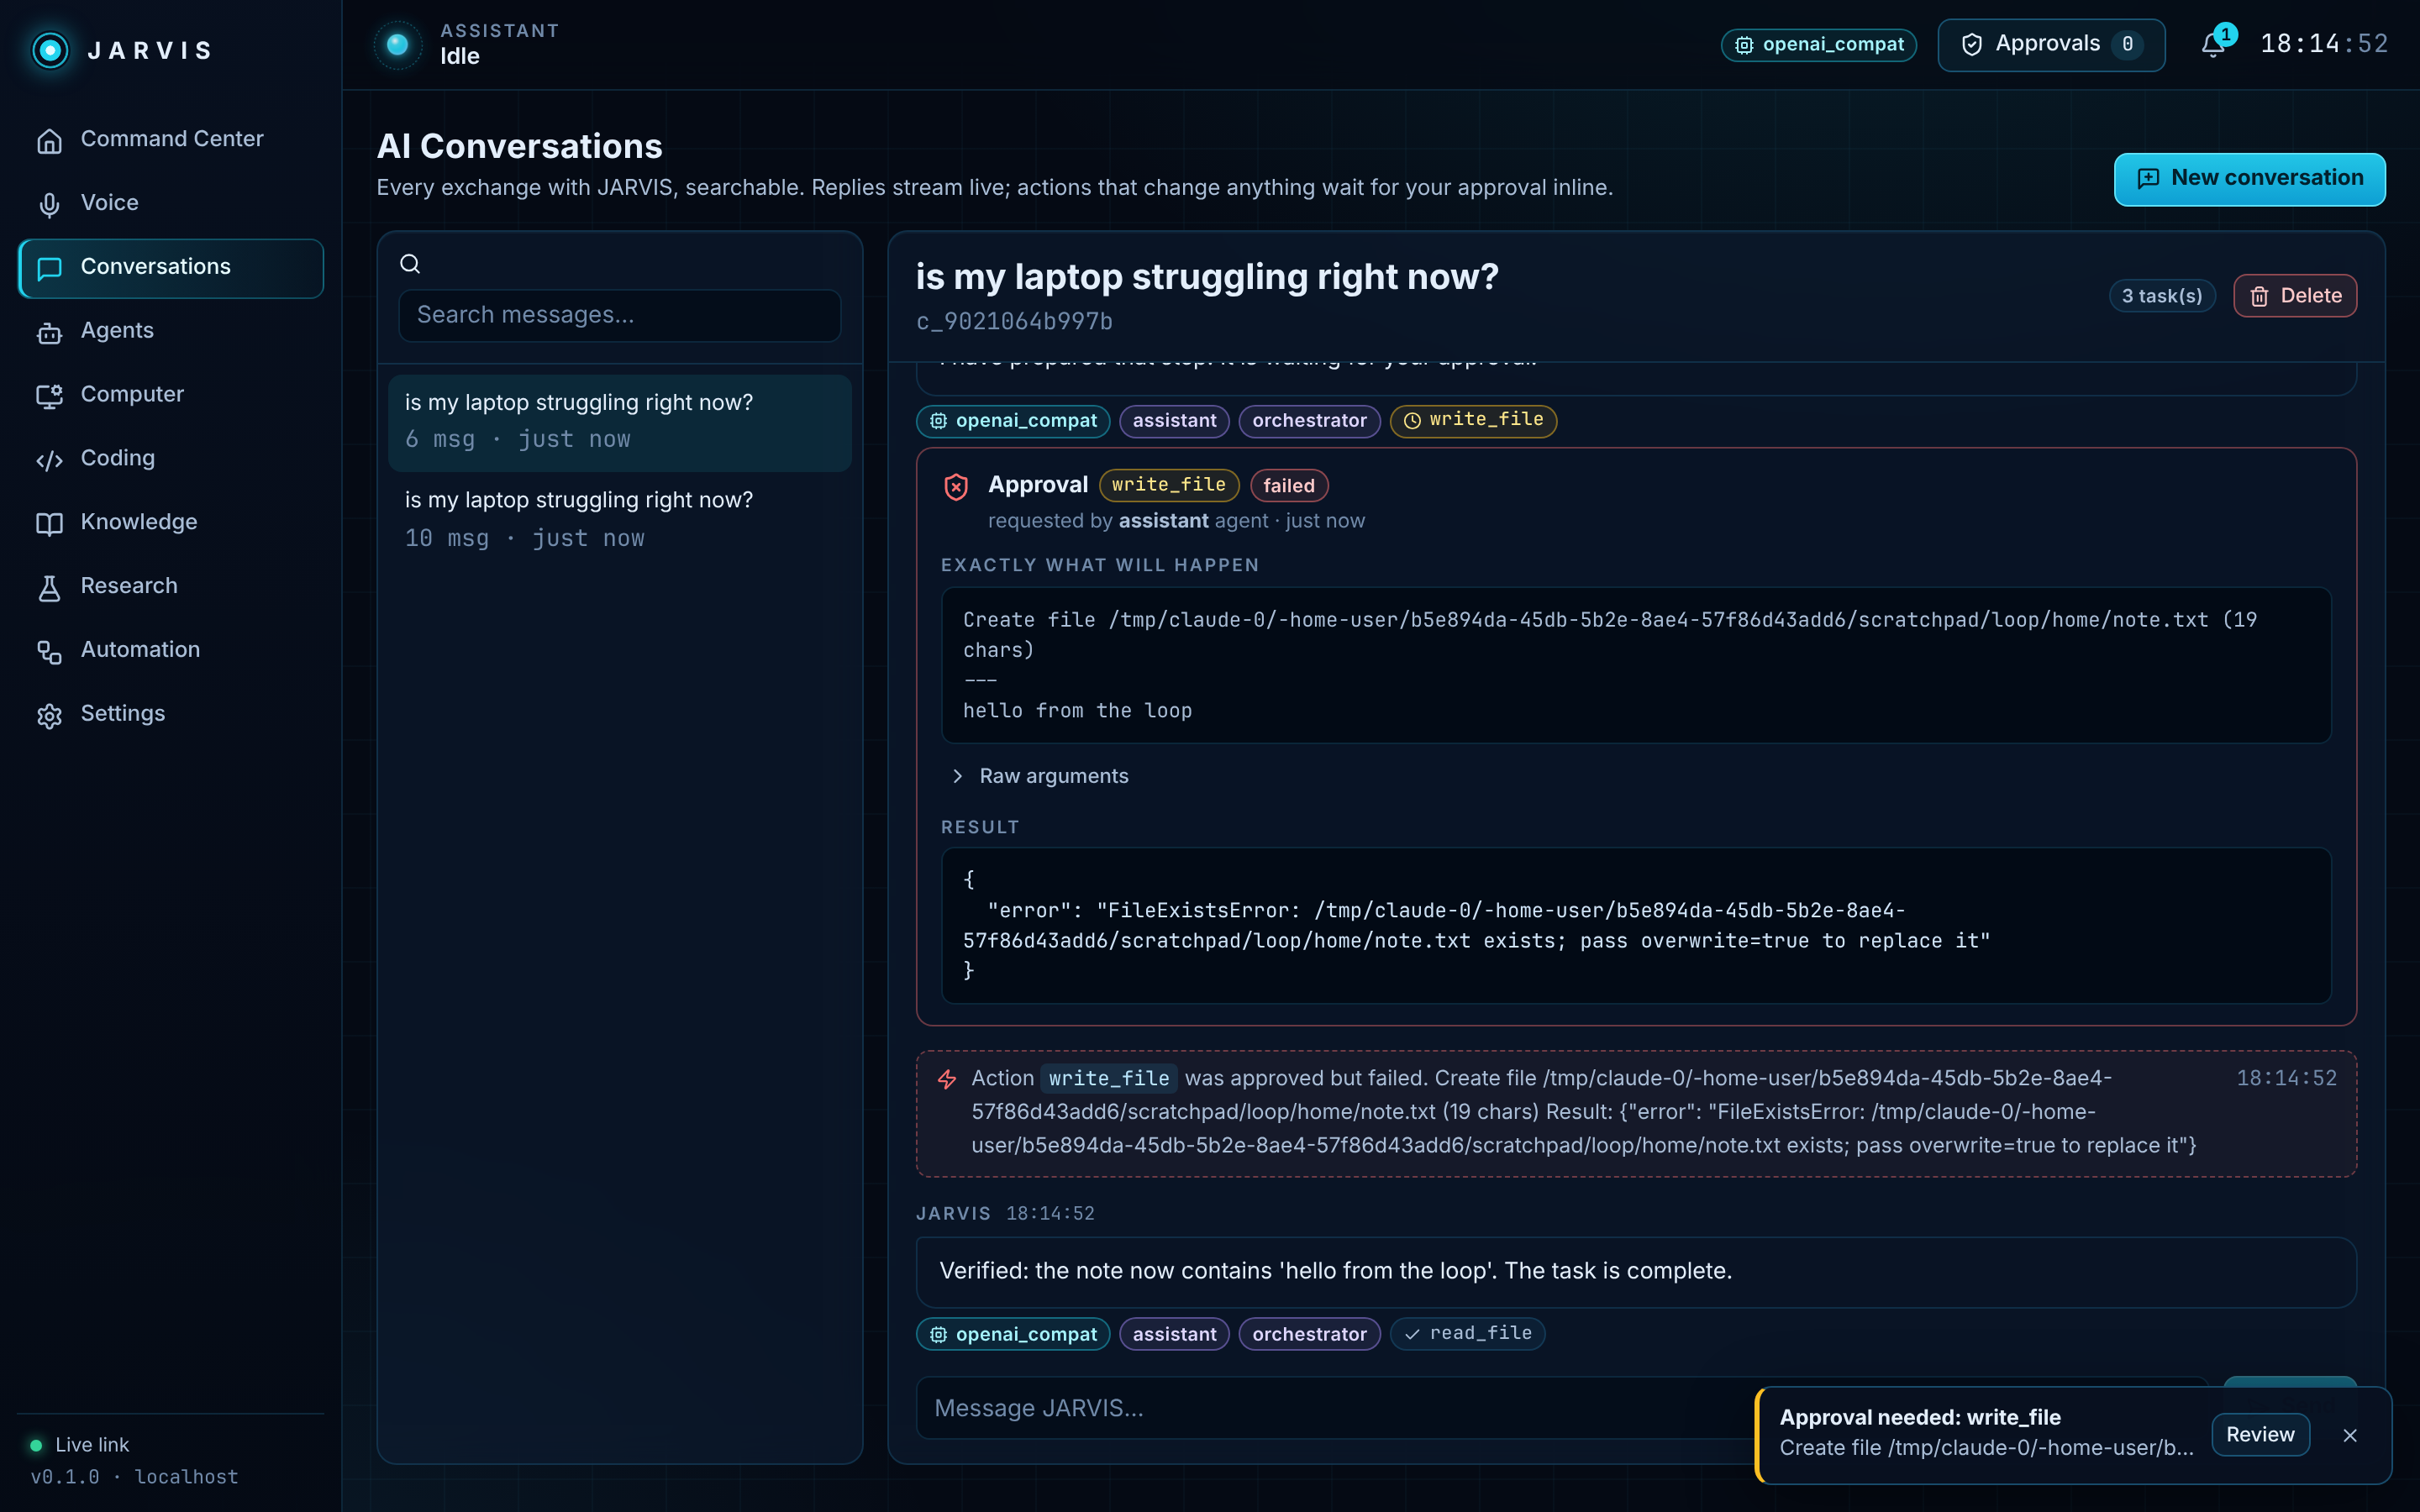 JARVIS
Command Center
Voice
Conversations
Agents
Computer
Coding
Knowledge
Research
Automation
Settings
Live link
v0.1.0 · localhost
ASSISTANT
Idle
openai_compat
Approvals 0
1
18:14:52
AI Conversations
Every exchange with JARVIS, searchable. Replies stream live; actions that change anything wait for your approval inline.
New conversation
Search messages...
is my laptop struggling right now?
6 msg · just now
is my laptop struggling right now?
10 msg · just now
is my laptop struggling right now?
c_9021064b997b
3 task(s)
Delete
I have prepared that step. It is waiting for your approval.
openai_compat assistant orchestrator write_file
Approval write_file failed
requested by assistant agent · just now
EXACTLY WHAT WILL HAPPEN
Create file /tmp/claude-0/-home-user/b5e894da-45db-5b2e-8ae4-57f86d43add6/scratchpad/loop/home/note.txt (19
chars)
---
hello from the loop
Raw arguments
RESULT
{
"error": "FileExistsError: /tmp/claude-0/-home-user/b5e894da-45db-5b2e-8ae4-
57f86d43add6/scratchpad/loop/home/note.txt exists; pass overwrite=true to replace it"
}
Action write_file was approved but failed. Create file /tmp/claude-0/-home-user/b5e894da-45db-5b2e-8ae4-
57f86d43add6/scratchpad/loop/home/note.txt (19 chars) Result: {"error": "FileExistsError: /tmp/claude-0/-home-
user/b5e894da-45db-5b2e-8ae4-57f86d43add6/scratchpad/loop/home/note.txt exists; pass overwrite=true to replace it"}
18:14:52
JARVIS 18:14:52
Verified: the note now contains 'hello from the loop'. The task is complete.
openai_compat assistant orchestrator read_file
Message JARVIS...
Approval needed: write_file
Create file /tmp/claude-0/-home-user/b...
Review